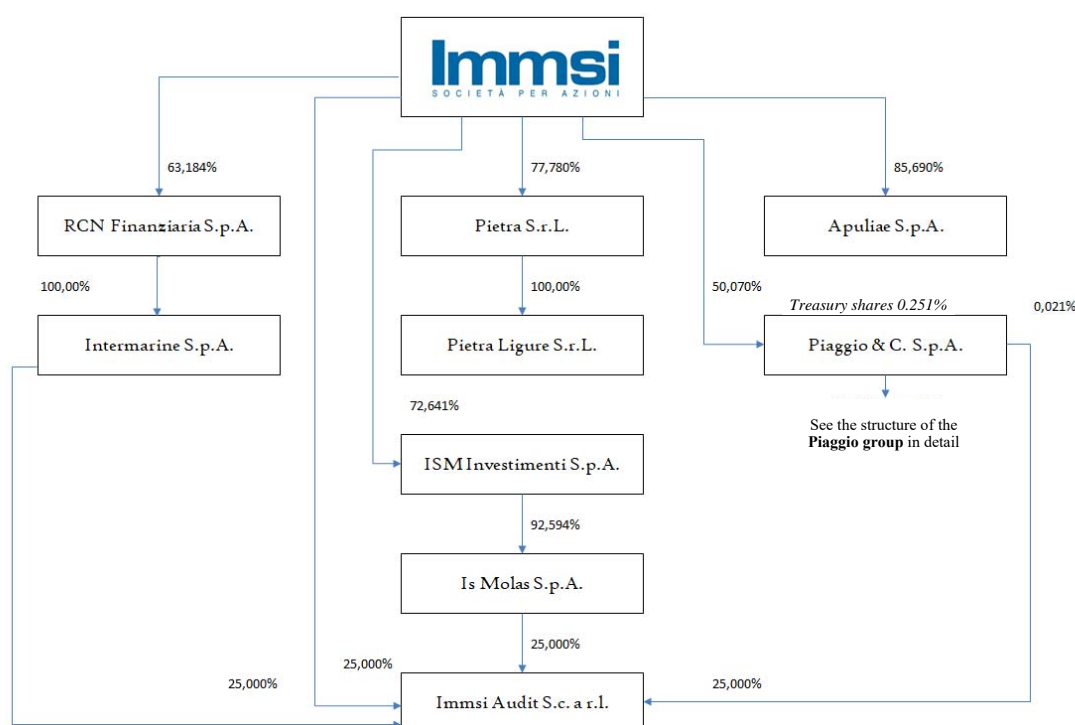 Immsi
SOCIETÀ PER AZIONI
63,184%
77,780%
85,690%
RCN Finanziaria S.p.A.
Pietra S.r.L.
Apuliae S.p.A.
100,00%
100,00%
50,070%
Treasury shares 0.251%
0,021%
Intermarine S.p.A.
Pietra Ligure S.r.L.
Piaggio & C. S.p.A.
72,641%
See the structure of the
Piaggio group in detail
ISM Investimenti S.p.A.
92,594%
Is Molas S.p.A.
25,000%
25,000%
25,000%
25,000%
Immsi Audit S.c. a r.l.